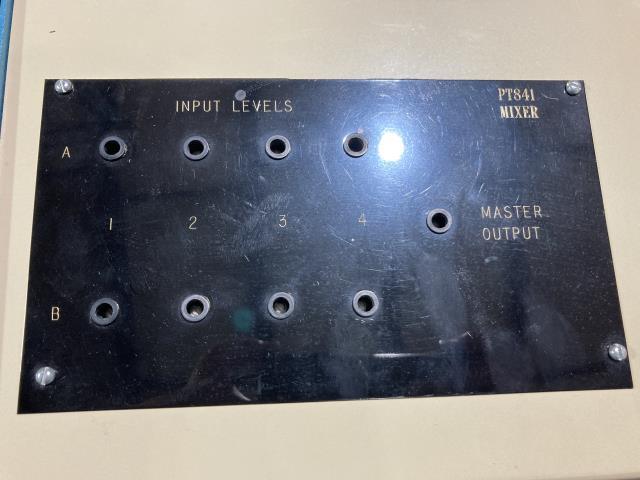 INPUT LEVELS
PT841
MIXER
A
1 2 3 4
MASTER
OUTPUT
B